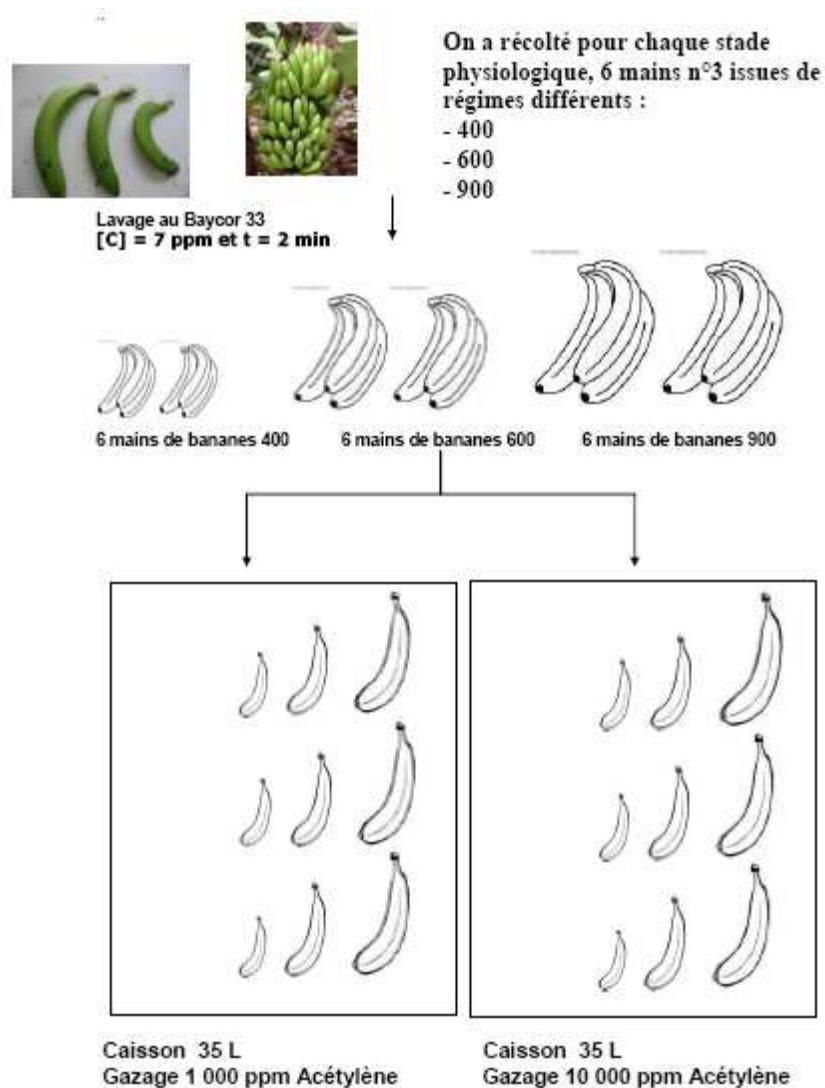 On a récolté pour chaque stade
physiologique, 6 mains n°3 issues de
régimes différents :
- 400
- 600
- 900
Lavage au Baycor 33
[C] = 7 ppm et t = 2 min
6 mains de bananes 400
6 mains de bananes 600
6 mains de bananes 900
Caisson 35 L
Gazage 1 000 ppm Acétylène
Caisson 35 L
Gazage 10 000 ppm Acétylène